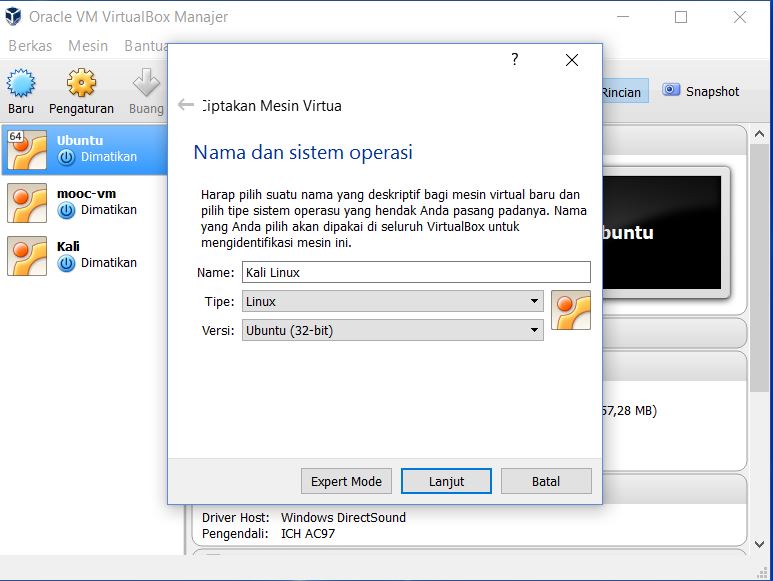 Oracle VM VirtualBox Manajer
Berkas Mesin Bantua
Baru Pengaturan Buang
Rincian Snapshot
64
Ubuntu
Dimatikan
mooc-vm
Dimatikan
Kali
Dimatikan
?
Ciptakan Mesin Virtua
Nama dan sistem operasi
Harap pilih suatu nama yang deskriptif bagi mesin virtual baru dan
pilih tipe sistem operasu yang hendak Anda pasang padanya. Nama
yang Anda pilih akan dipakai di seluruh VirtualBox untuk
mengidentifikasi mesin ini.
Name: Kali Linux
Tipe: Linux
Versi: Ubuntu (32-bit)
Expert Mode Lanjut Batal
buntu
57,28 MB)
Driver Host: Windows DirectSound
Pengendali: ICH AC97